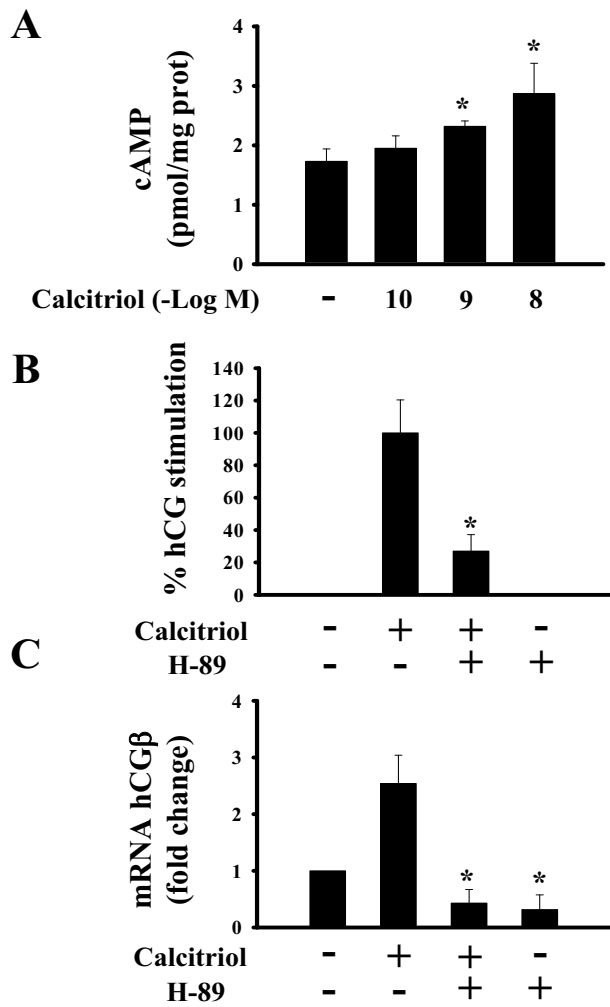 A
cAMP
(pmol/mg prot)
4
3
2
1
0
* *
Calcitriol (-Log M) - 10 9 8
B
% hCG stimulation
140
120
100
80
60
40
20
0
*
Calcitriol - + + -
H-89 - - + +
C
mRNA hCGβ
(fold change)
4
3
2
1
0
* *
Calcitriol - + + -
H-89 - - + +